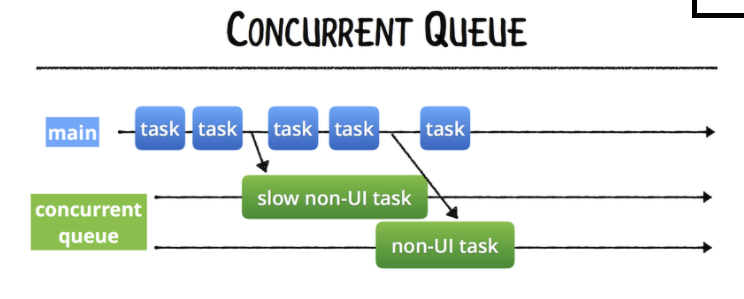 CONCURRENT QUEUE
main
task
task
task
task
task
concurrent
queue
slow non-UI task
non-UI task